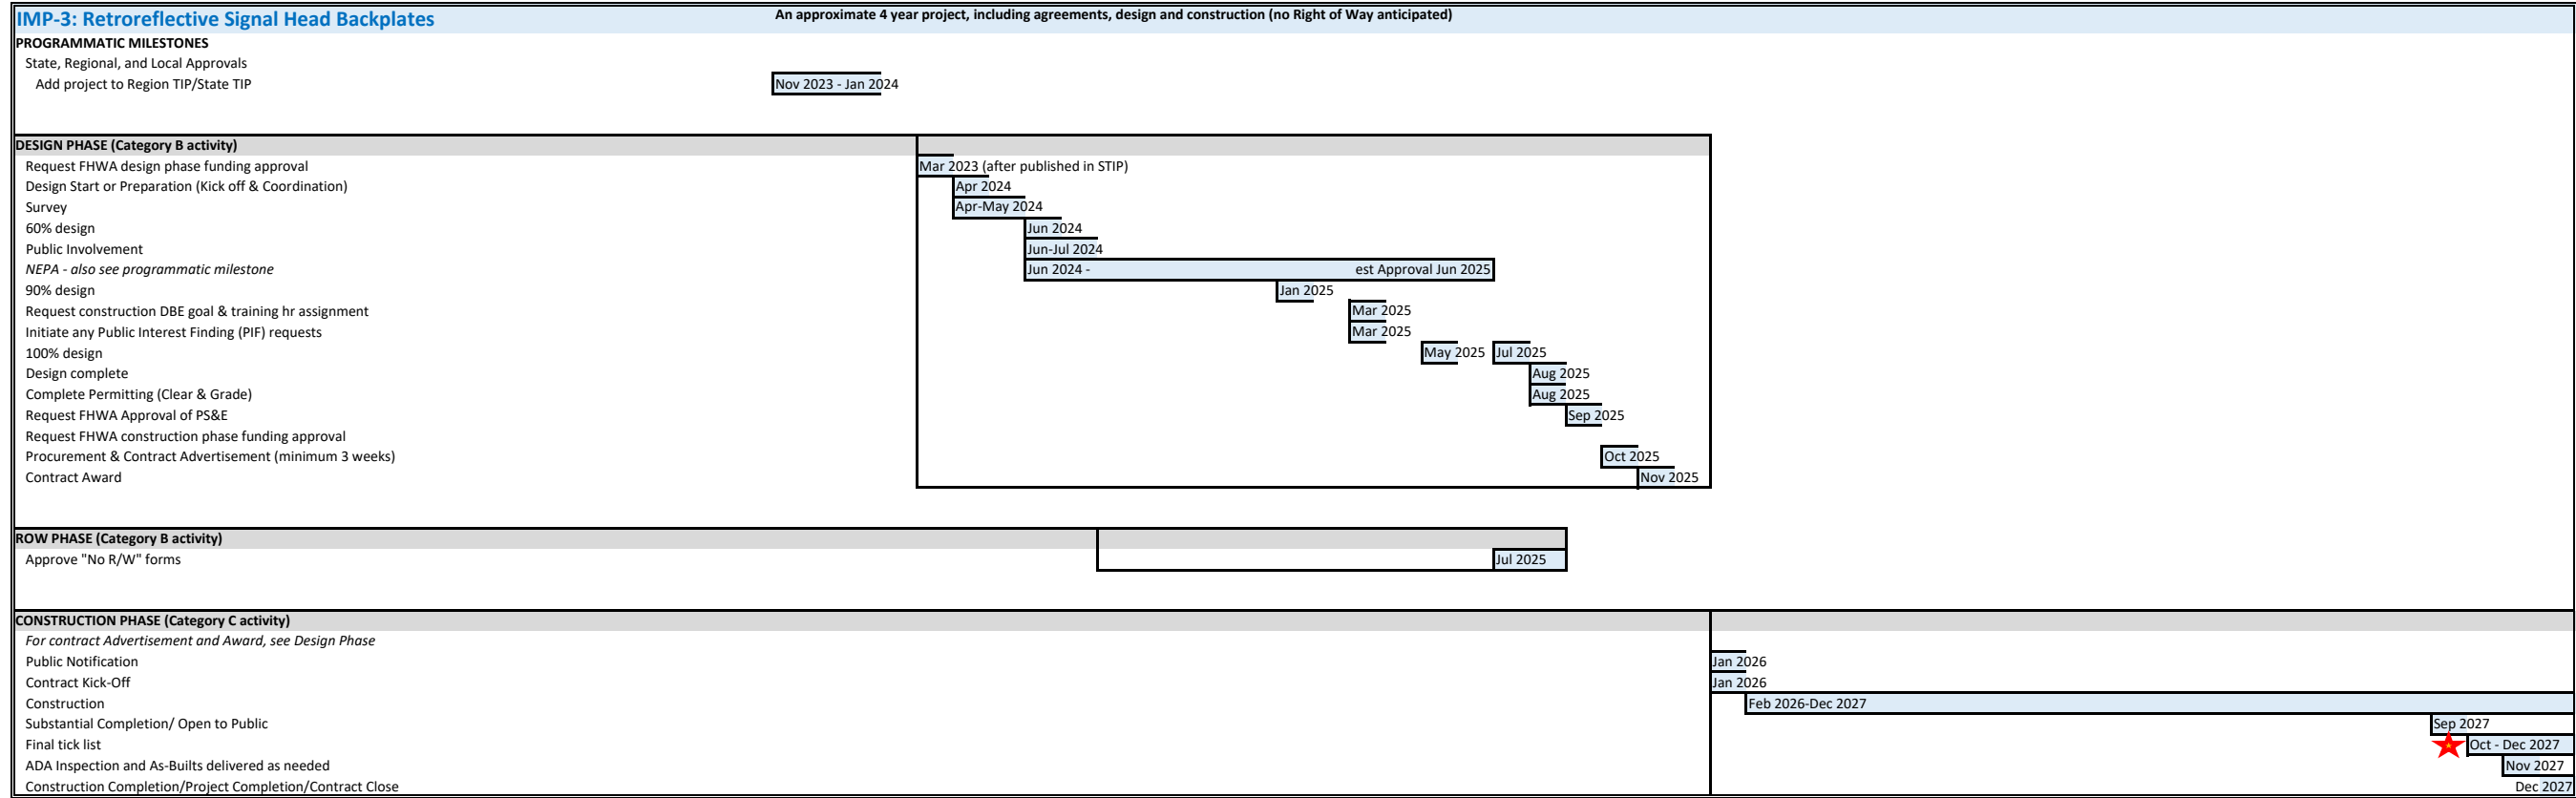 IMP-3: Retroreflective Signal Head Backplates An approximate 4 year project, including agreements, design and construction (no Right of Way anticipated)
PROGRAMMATIC MILESTONES
State, Regional, and Local Approvals
Add project to Region TIP/State TIP Nov 2023 - Jan 2024
DESIGN PHASE (Category B activity)
Request FHWA design phase funding approval Mar 2023 (after published in STIP)
Design Start or Preparation (Kick off & Coordination) Apr 2024
Survey Apr-May 2024
60% design Jun 2024
Public Involvement Jun-Jul 2024
NEPA - also see programmatic milestone Jun 2024 - est Approval Jun 2025
90% design Jan 2025
Request construction DBE goal & training hr assignment Mar 2025
Initiate any Public Interest Finding (PIF) requests Mar 2025
100% design May 2025 Jul 2025
Design complete Aug 2025
Complete Permitting (Clear & Grade) Aug 2025
Request FHWA Approval of PS&E Sep 2025
Request FHWA construction phase funding approval
Procurement & Contract Advertisement (minimum 3 weeks) Oct 2025
Contract Award Nov 2025
ROW PHASE (Category B activity)
Approve "No R/W" forms Jul 2025
CONSTRUCTION PHASE (Category C activity)
For contract Advertisement and Award, see Design Phase
Public Notification Jan 2026
Contract Kick-Off Jan 2026
Construction Feb 2026-Dec 2027
Substantial Completion/ Open to Public Sep 2027
Final tick list Oct - Dec 2027
ADA Inspection and As-Builts delivered as needed Nov 2027
Construction Completion/Project Completion/Contract Close Dec 2027